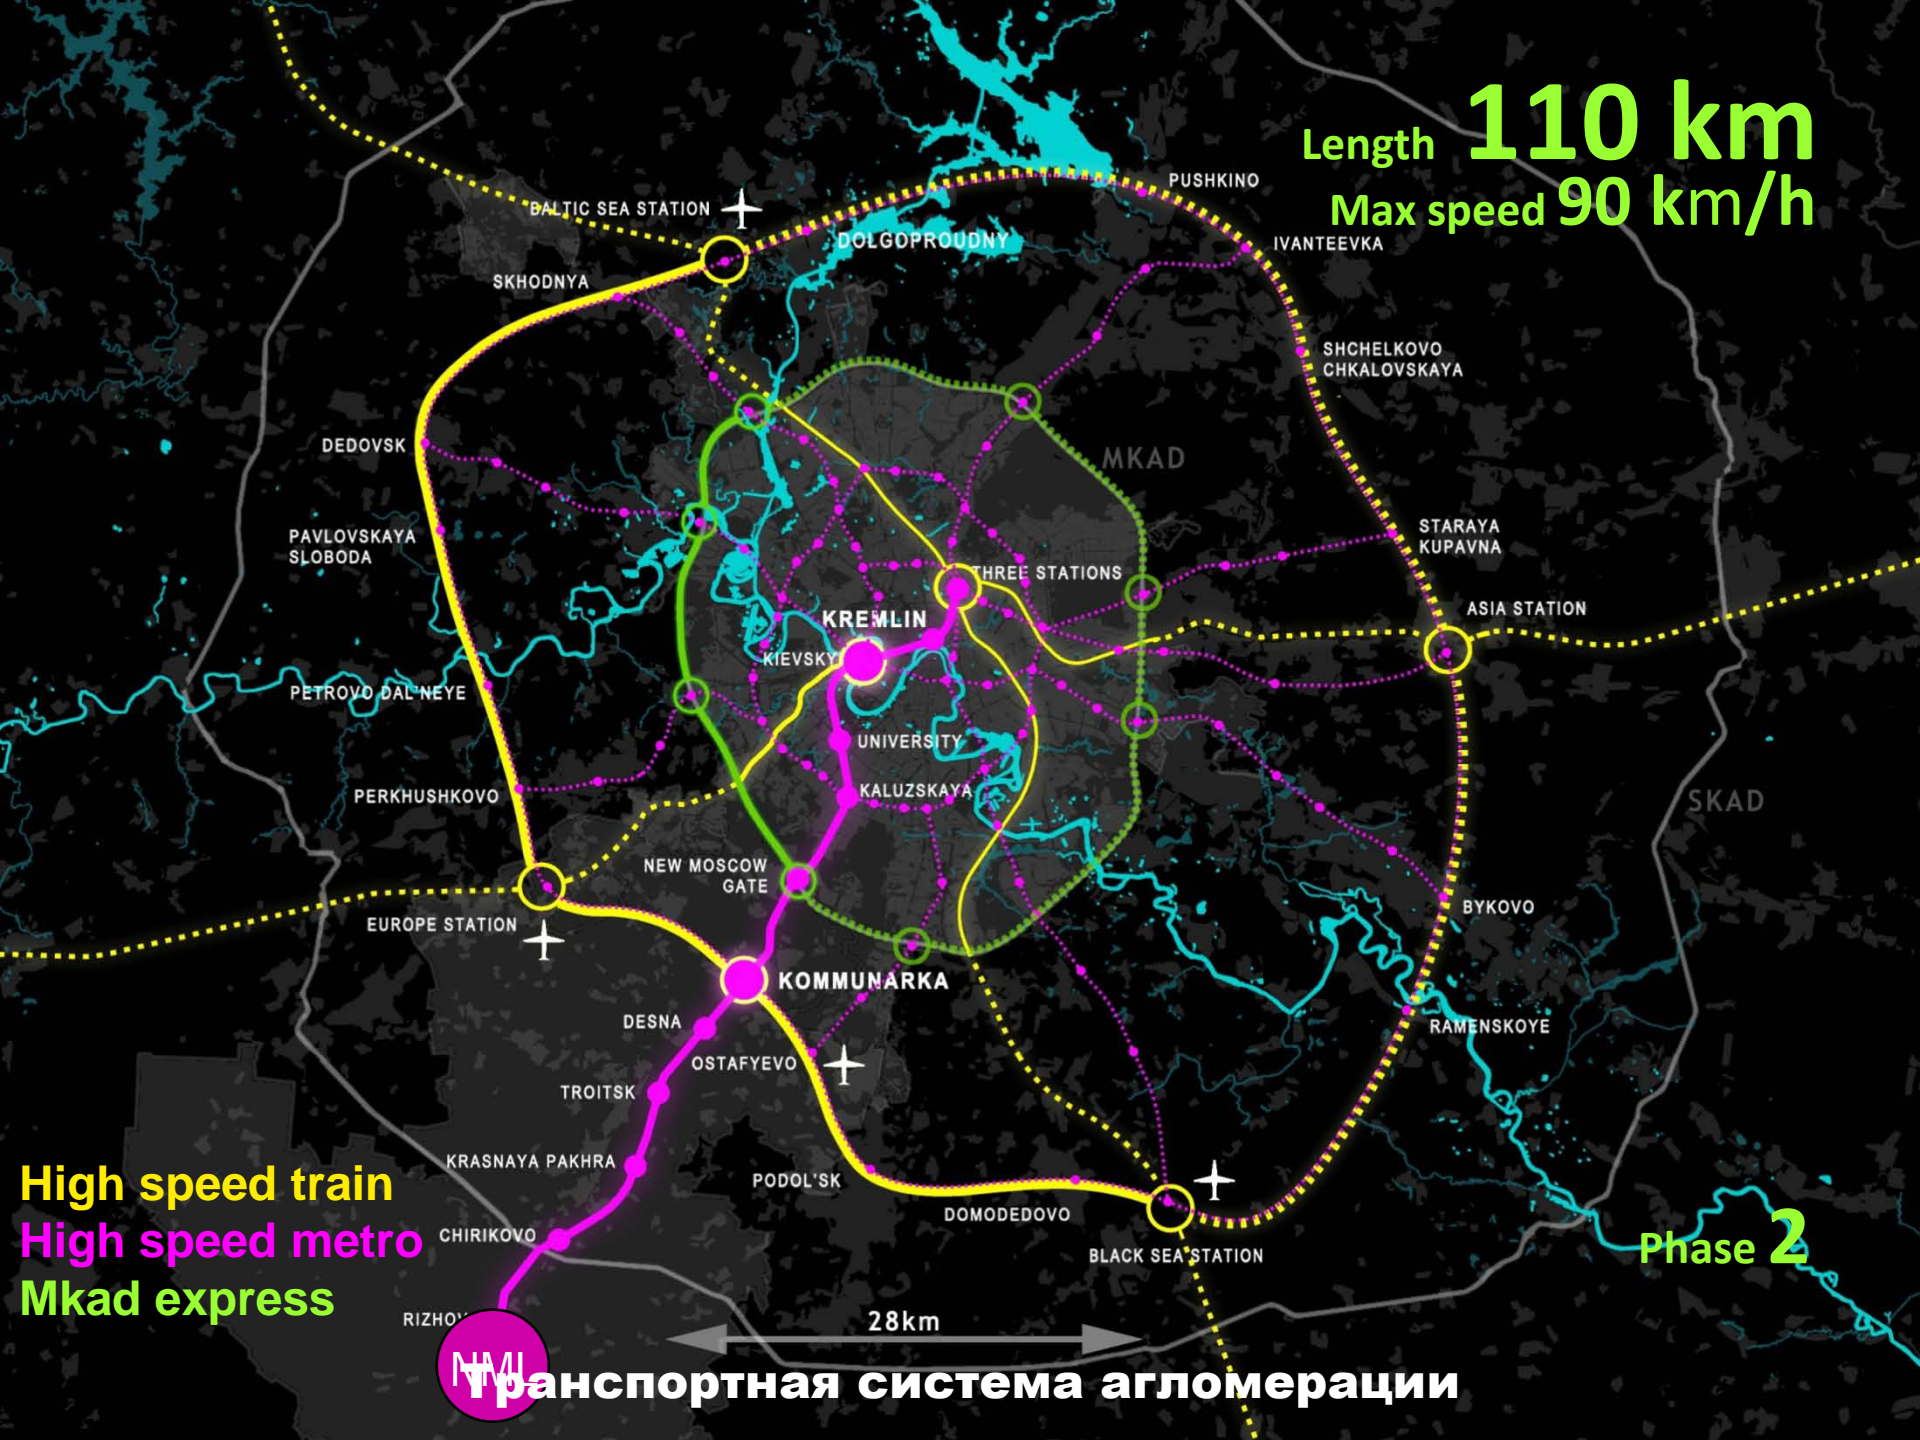 Length 110 km
Max speed 90 km/h
PUSHKINO
BALTIC SEA STATION
DOLGOPROUDNY
IVANTEEVKA
SKHODNYA
SHCHELKOVO
CHKALOVSKAYA
DEDOVSK
MKAD
PAVLOVSKAYA
SLOBODA
STARAYA
KUPAVNA
THREE STATIONS
ASIA STATION
KREMLIN
KIEVSKY
PETROVO DAL'NEYE
UNIVERSITY
PERKHUSHKOVO
KALUZSKAYA
SKAD
NEW MOSCOW
GATE
EUROPE STATION
BYKOVO
KOMMUNARKA
DESNA
RAMENSKOYE
OSTAFYEVO
TROITSK
KRASNAYA PAKHRA
PODOL'SK
High speed train
DOMODEDOVO
High speed metro
CHIRIKOVO
BLACK SEA STATION
Phase 2
Mkad express
RIZHOV
28km
NML
Транспортная система агломерации